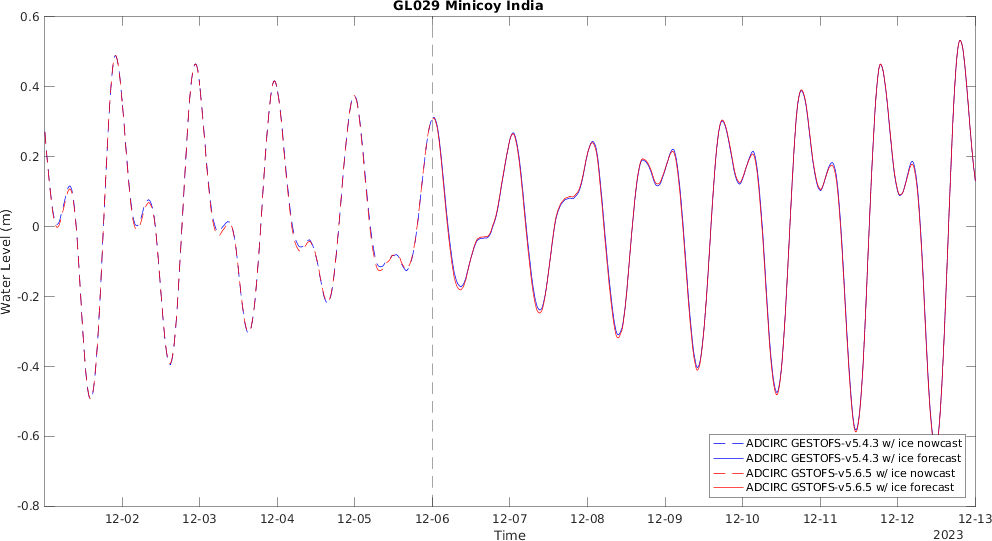 GL029 Minicoy India
0.6
0.4
0.2
0
-0.2
-0.4
-0.6
-0.8
Water Level (m)
ADCIRC GESTOFS-v5.4.3 w/ ice nowcast
ADCIRC GESTOFS-v5.4.3 w/ ice forecast
ADCIRC GSTOFS-v5.6.5 w/ ice nowcast
ADCIRC GSTOFS-v5.6.5 w/ ice forecast
12-02 12-03 12-04 12-05 12-06 12-07 12-08 12-09 12-10 12-11 12-12 12-13
Time
2023